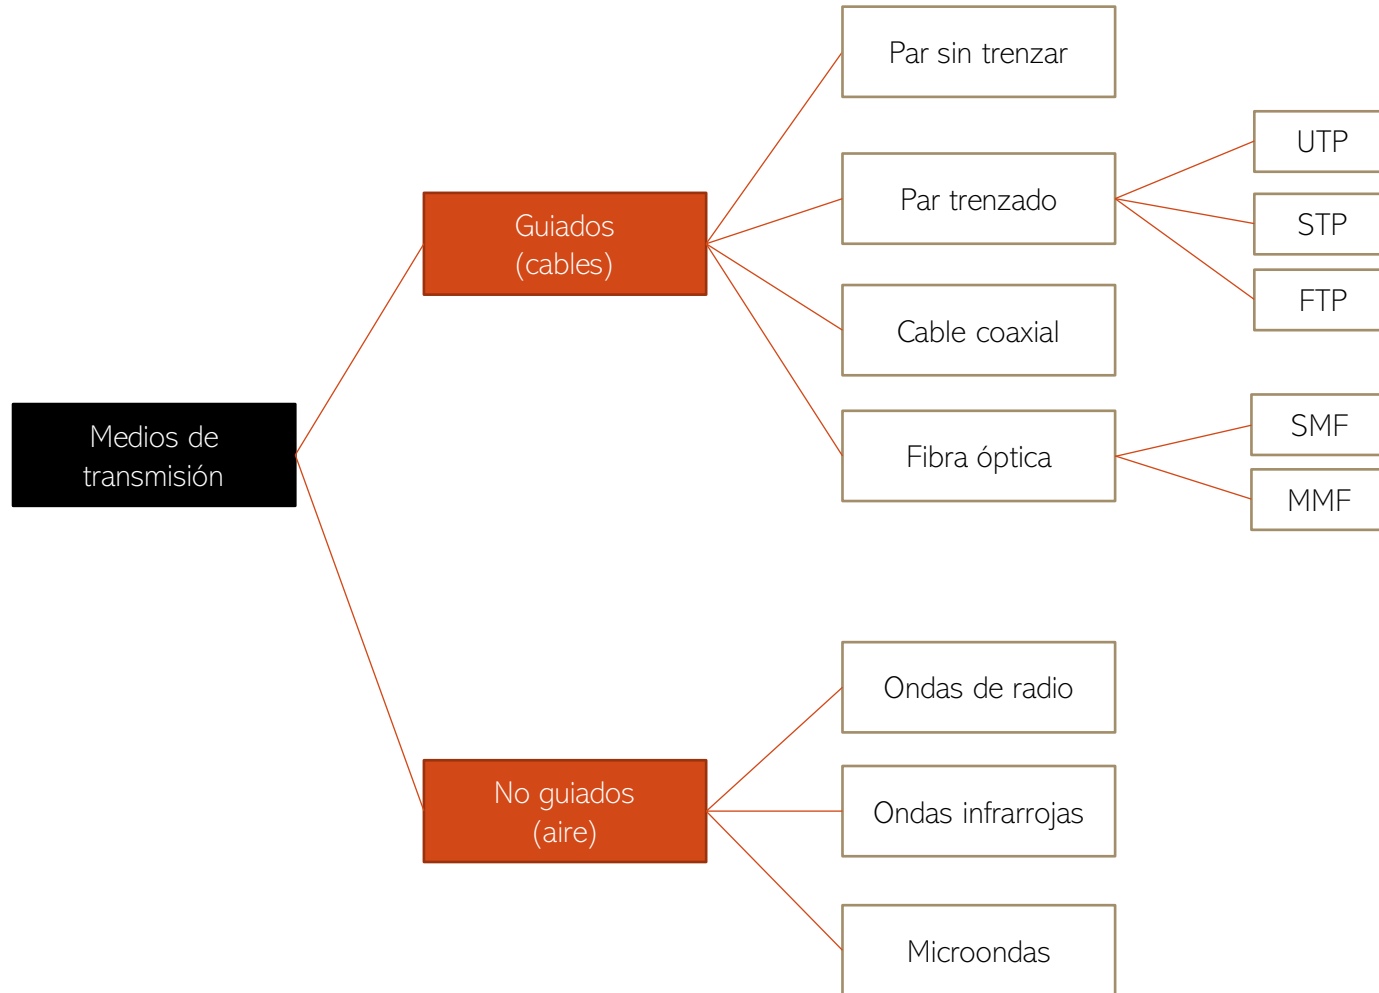 Medios de
transmisión
Guiados
(cables)
Par sin trenzar
Par trenzado
UTP
STP
FTP
Cable coaxial
Fibra óptica
SMF
MMF
No guiados
(aire)
Ondas de radio
Ondas infrarrojas
Microondas